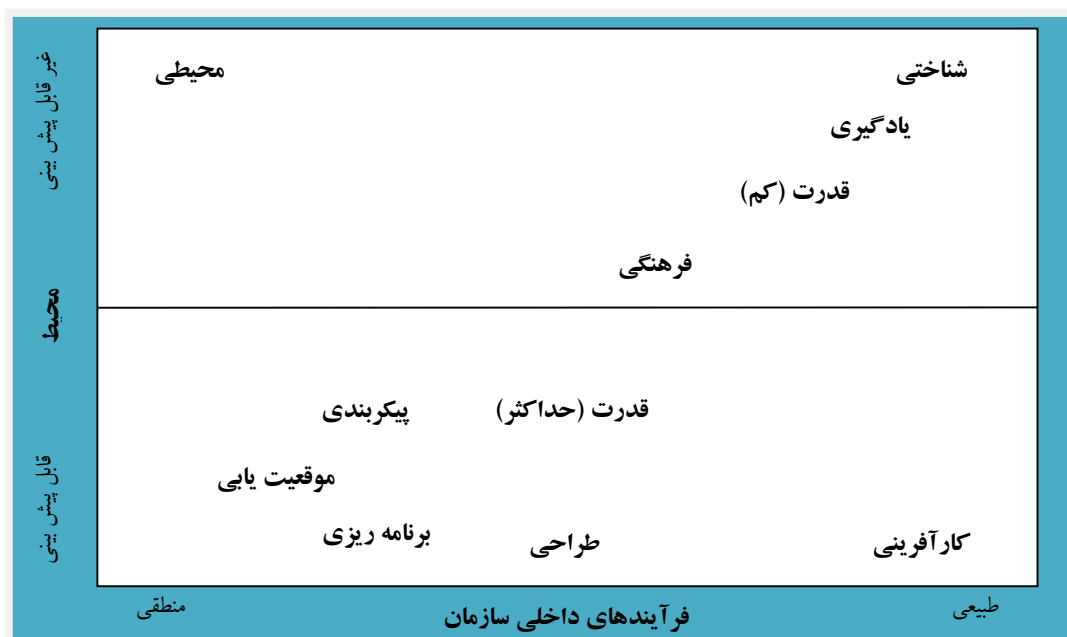 غیر قابل پیش بینی
محیط
قابل پیش بینی
شناختی
محیطی
یادگیری
قدرت (کم)
فرهنگی
قدرت (حداکثر)
پیکربندی
موقعیت یابی
کارآفرینی
طراحی
برنامه ریزی
طبیعی
فرآیندهای داخلی سازمان
منطقی